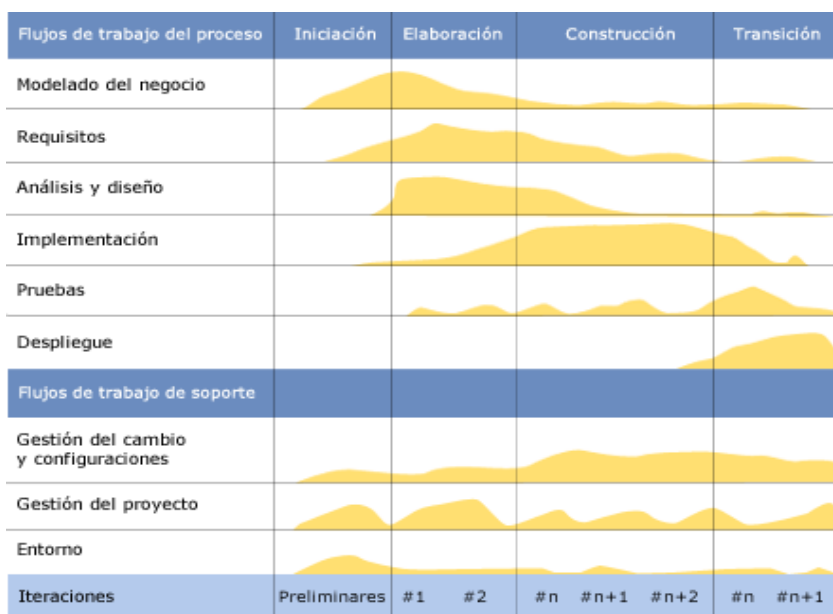 Flujos de trabajo del proceso Iniciación Elaboración Construcción Transición
Modelado del negocio
Requisitos
Análisis y diseño
Implementación
Pruebas
Despliegue
Flujos de trabajo de soporte
Gestión del cambio
y configuraciones
Gestión del proyecto
Entorno
Iteraciones Preliminares #1 #2 #n #n+1 #n+2 #n #n+1